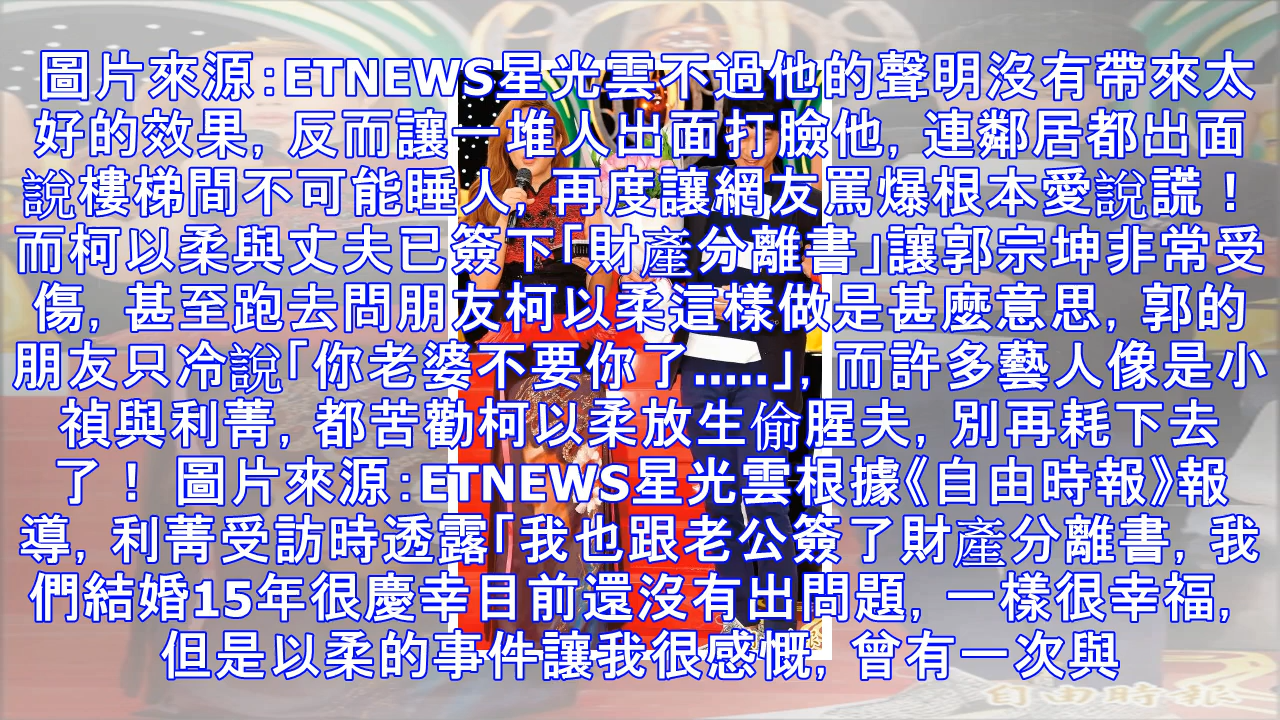 圖片來源:ETNEWS星光雲不過他的聲明沒有帶來太
好的效果, 反而讓一堆人出面打臉他, 連鄰居都出面
說樓梯間不可能睡人, 再度讓網友罵爆根本愛說謊！
而柯以柔與丈夫已簽下「財產分離書」讓郭宗坤非常受
傷, 甚至跑去問朋友柯以柔這樣做是甚麼意思, 郭的
朋友只冷說「你老婆不要你了.....」, 而許多藝人像是小
禎與利菁, 都苦勸柯以柔放生偷腥夫, 別再耗下去
了！ 圖片來源:ETNEWS星光雲根據《自由時報》報
導, 利菁受訪時透露「我也跟老公簽了財產分離書, 我
們結婚15年很慶幸目前還沒有出問題, 一樣很幸福,
但是以柔的事件讓我很感慨, 曾有一次與
自由時報